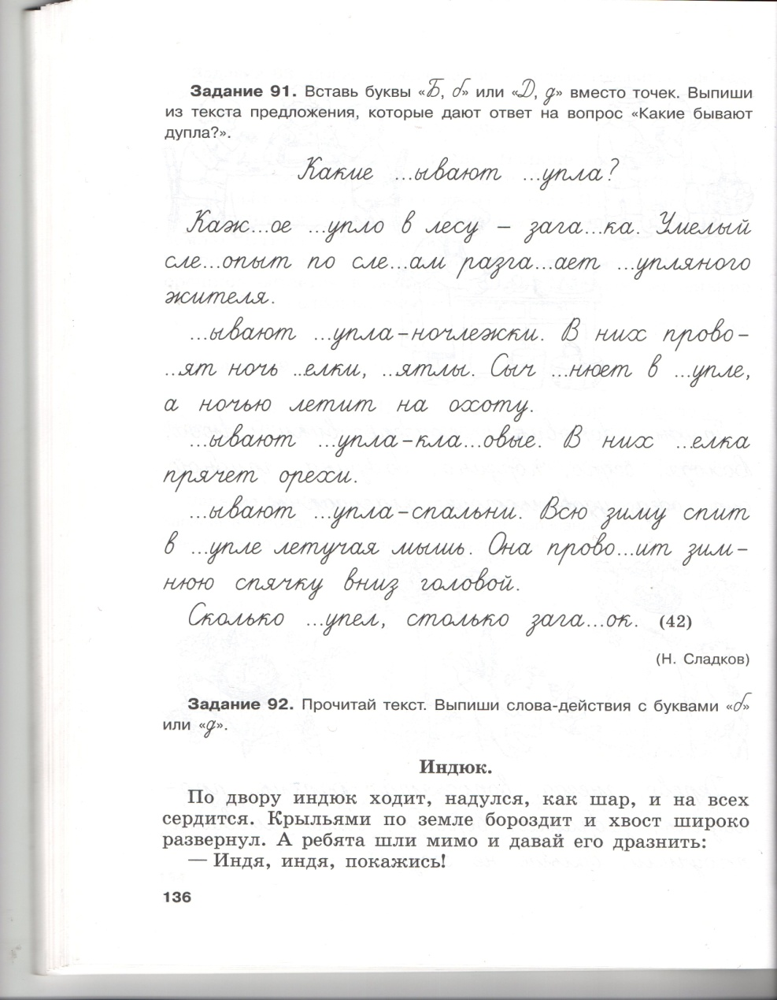 Задание 91. Вставь буквы «Б, б» или «Д, д» вместо точек. Выпиши
из текста предложения, которые дают ответ на вопрос «Какие бывают
дупла?».
Какие ...ывают ...упла?
Каж...ое ...упло в лесу – зага...ка. Умелый
сле...опыт по сле...ам разга...ает ...упляного
жителя.
...ывают ...упла-ночлежки. В них прово-
...ят ночь ..елки, ..ятлы. Сыч ...нюет в ...упле,
а ночью летит на охоту.
...ывают ...упла-кла...овые. В них ...елка
прячет орехи.
...ывают ...упла-спальни. Всю зиму спит
в ...упле летучая мышь. Она прово...ит зим-
нюю спячку вниз головой.
Сколько ...упел, столько зага...ок. (42)
(Н. Сладков)
Задание 92. Прочитай текст. Выпиши слова-действия с буквами «б»
или «д».
Индюк.
По двору индюк ходит, надулся, как шар, и на всех
сердится. Крыльями по земле бороздит и хвост широко
развернул. А ребята шли мимо и давай его дразнить:
— Индя, индя, покажись!
136